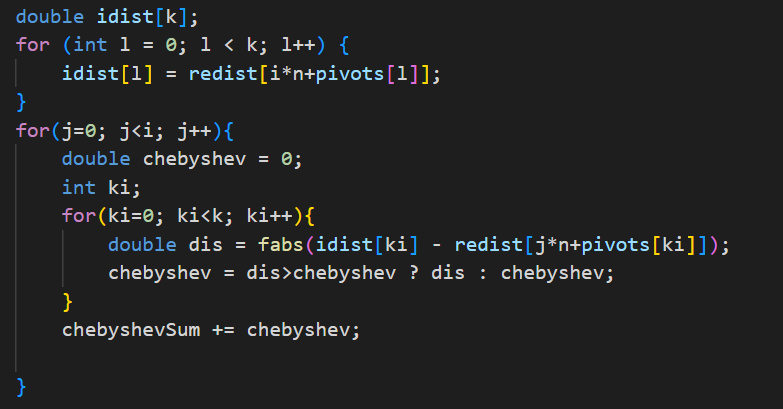 double idist[k];
for (int l = 0; l < k; l++) {
    idist[l] = redist[i*n+pivots[l]];
}
for(j=0; j<i; j++){
    double chebyshev = 0;
    int ki;
    for(ki=0; ki<k; ki++){
        double dis = fabs(idist[ki] - redist[j*n+pivots[ki]]);
        chebyshev = dis>chebyshev ? dis : chebyshev;
    }
    chebyshevSum += chebyshev;
}